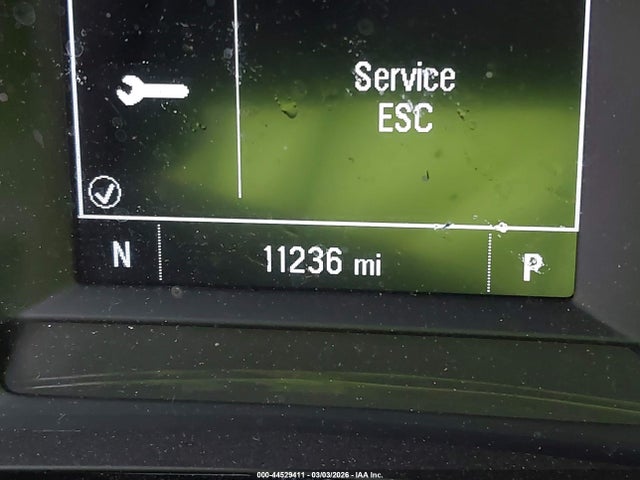 Service
ESC
N 11236 mi P
000-44529411 - 03/03/2026 - IAA Inc.